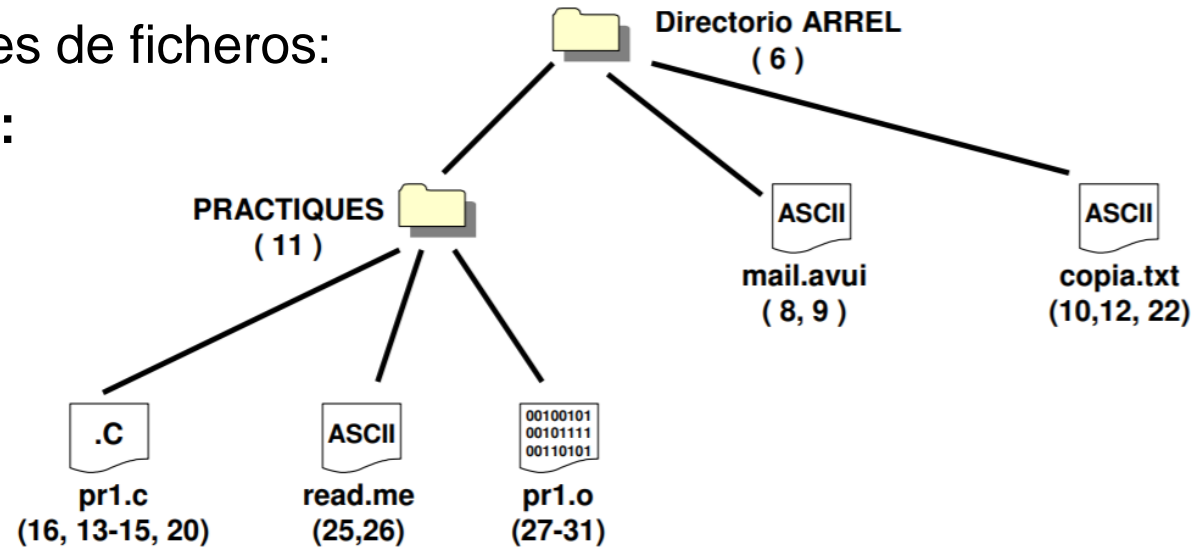 es de ficheros:
:
Directorio ARREL
( 6 )
PRACTIQUES
( 11 )
ASCII
mail.avui
( 8, 9 )
ASCII
copia.txt
(10,12, 22)
.C
pr1.c
(16, 13-15, 20)
ASCII
read.me
(25,26)
00100101
00101111
00110101
pr1.o
(27-31)